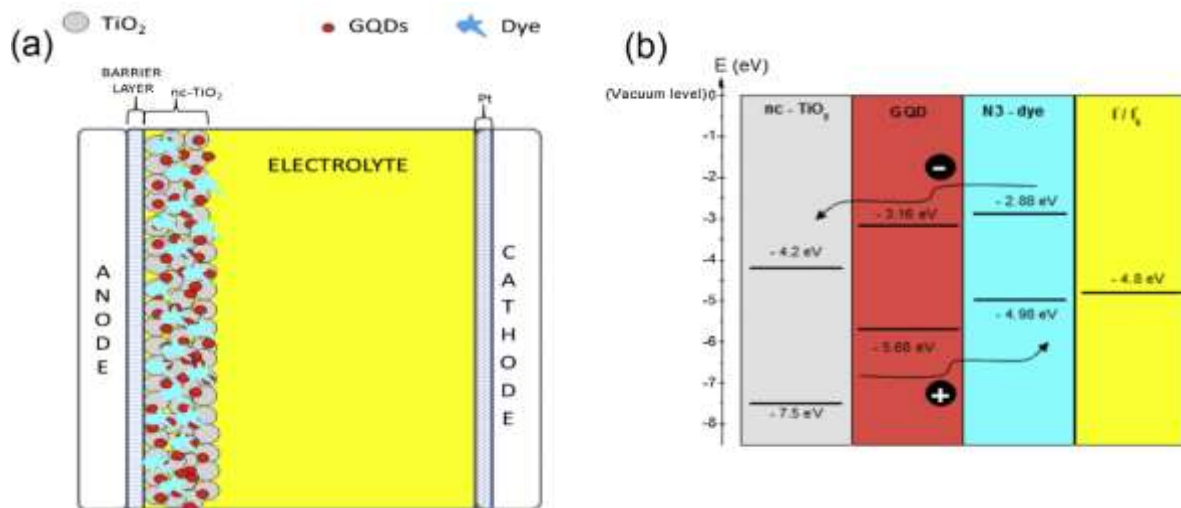 TiO2
GQDs
Dye
(a)
BARRIER
LAYER
nc-TiO2
Pt
ELECTROLYTE
ANODE
CATHODE
(b)
E (eV)
(Vacuum level) 0
nc - TiO2
GQD
N3 - dye
-1
-2
-3
-4
-5
-6
-7
-8
-
- 2.88 eV
- 3.16 eV
- 4.2 eV
- 4.8 eV
- 4.98 eV
- 5.68 eV
+
- 7.5 eV